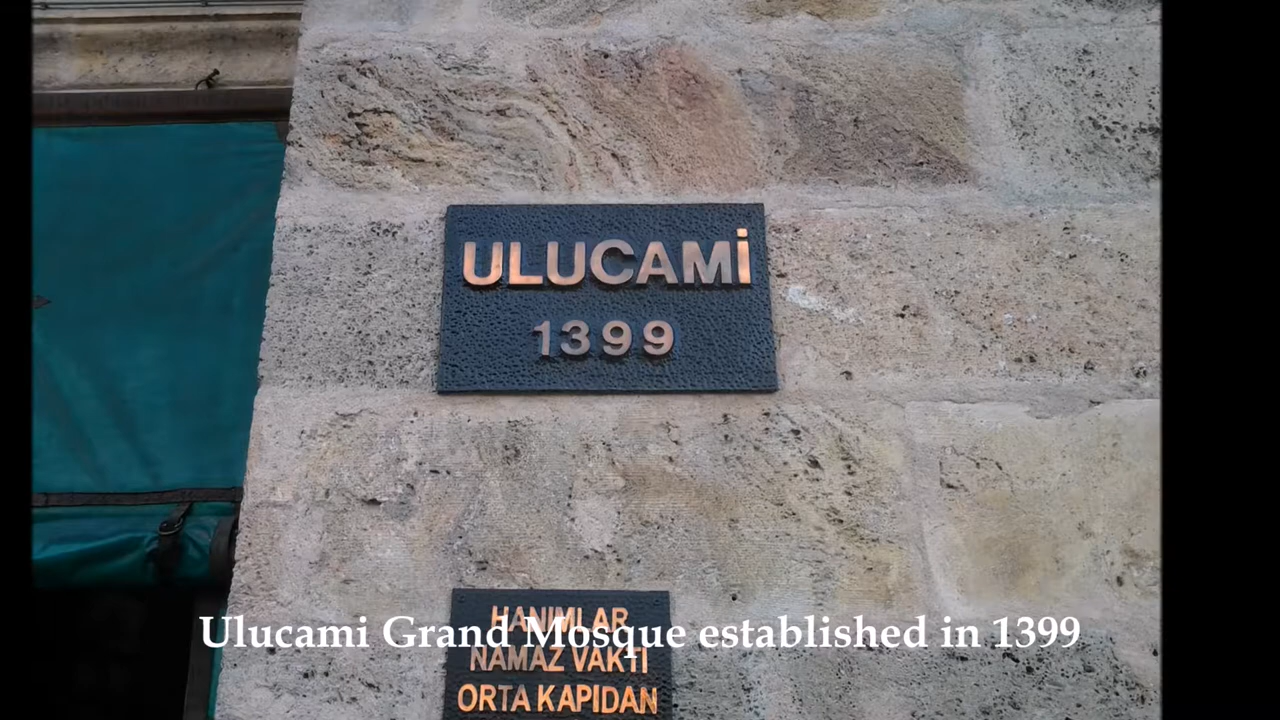 ULUCAMİ
1399
HANIMLAR
Ulucami Grand Mosque established in 1399
NAMAZ VAKTİ
ORTA KAPIDAN